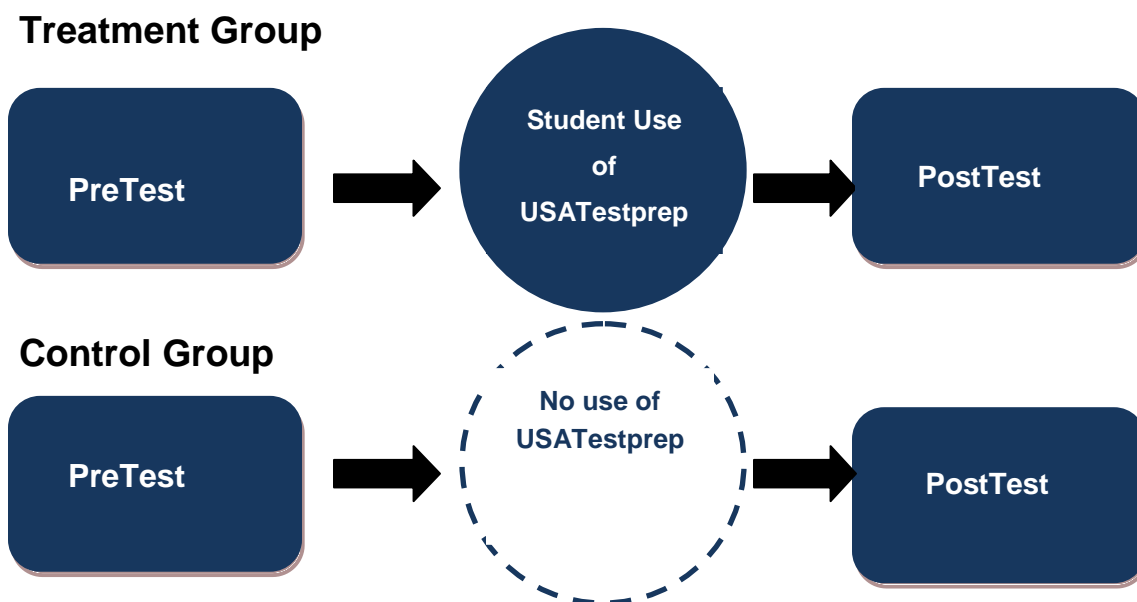 Treatment Group
PreTest
Student Use
of
USATestprep
PostTest
Control Group
PreTest
No use of
USATestprep
PostTest